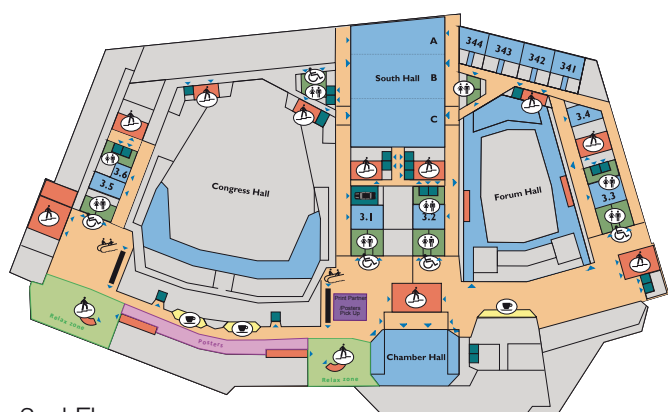 A
344
343
342
341
South Hall
B
C
3.4
3.6
3.5
Congress Hall
Forum Hall
3.3
3.1
3.2
Print Partner
Posters
Pick Up
Relax zone
Posters
Relax zone
Chamber Hall